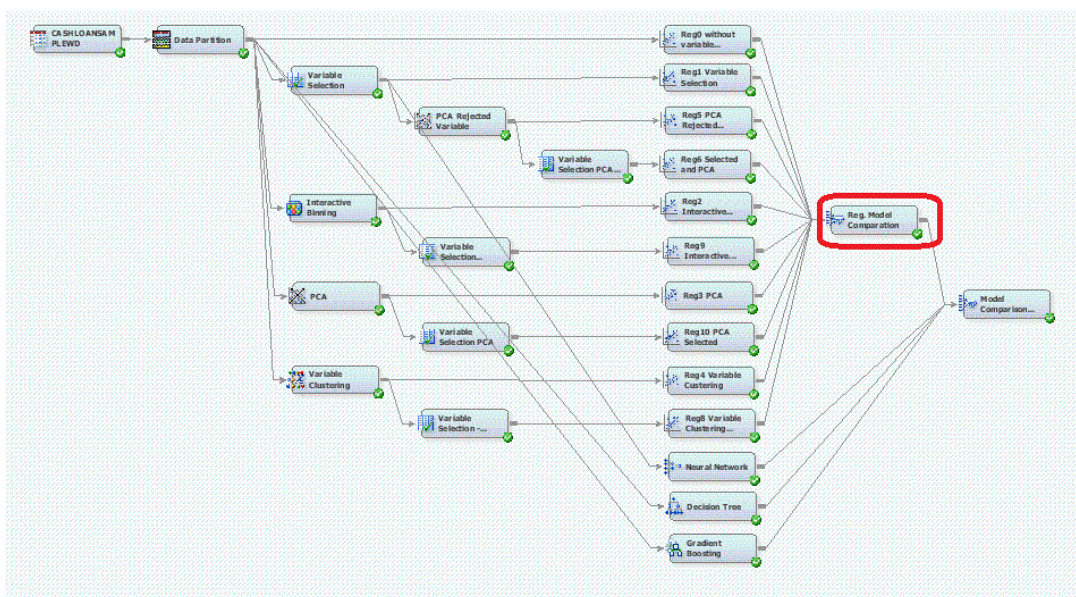 CASHLOANSAM
PLEWD
Data Partition
Reg0 without
variable...
Variable
Selection
Reg1 Variable
Selection
PCA Rejected
Variable
Reg5 PCA
Rejected...
Variable
Selection PCA...
Reg6 Selected
and PCA
Interactive
Binning
Reg2
Interactive...
Reg. Model
Comparation
Variable
Selection...
Reg9
Interactive...
PCA
Reg3 PCA
Model
Comparison...
Variable
Selection PCA
Reg10 PCA
Selected
Variable
Clustering
Reg4 Variable
Custering
Variable
Selection -...
Reg8 Variable
Clustering...
Neural Network
Decision Tree
Gradient
Boosting